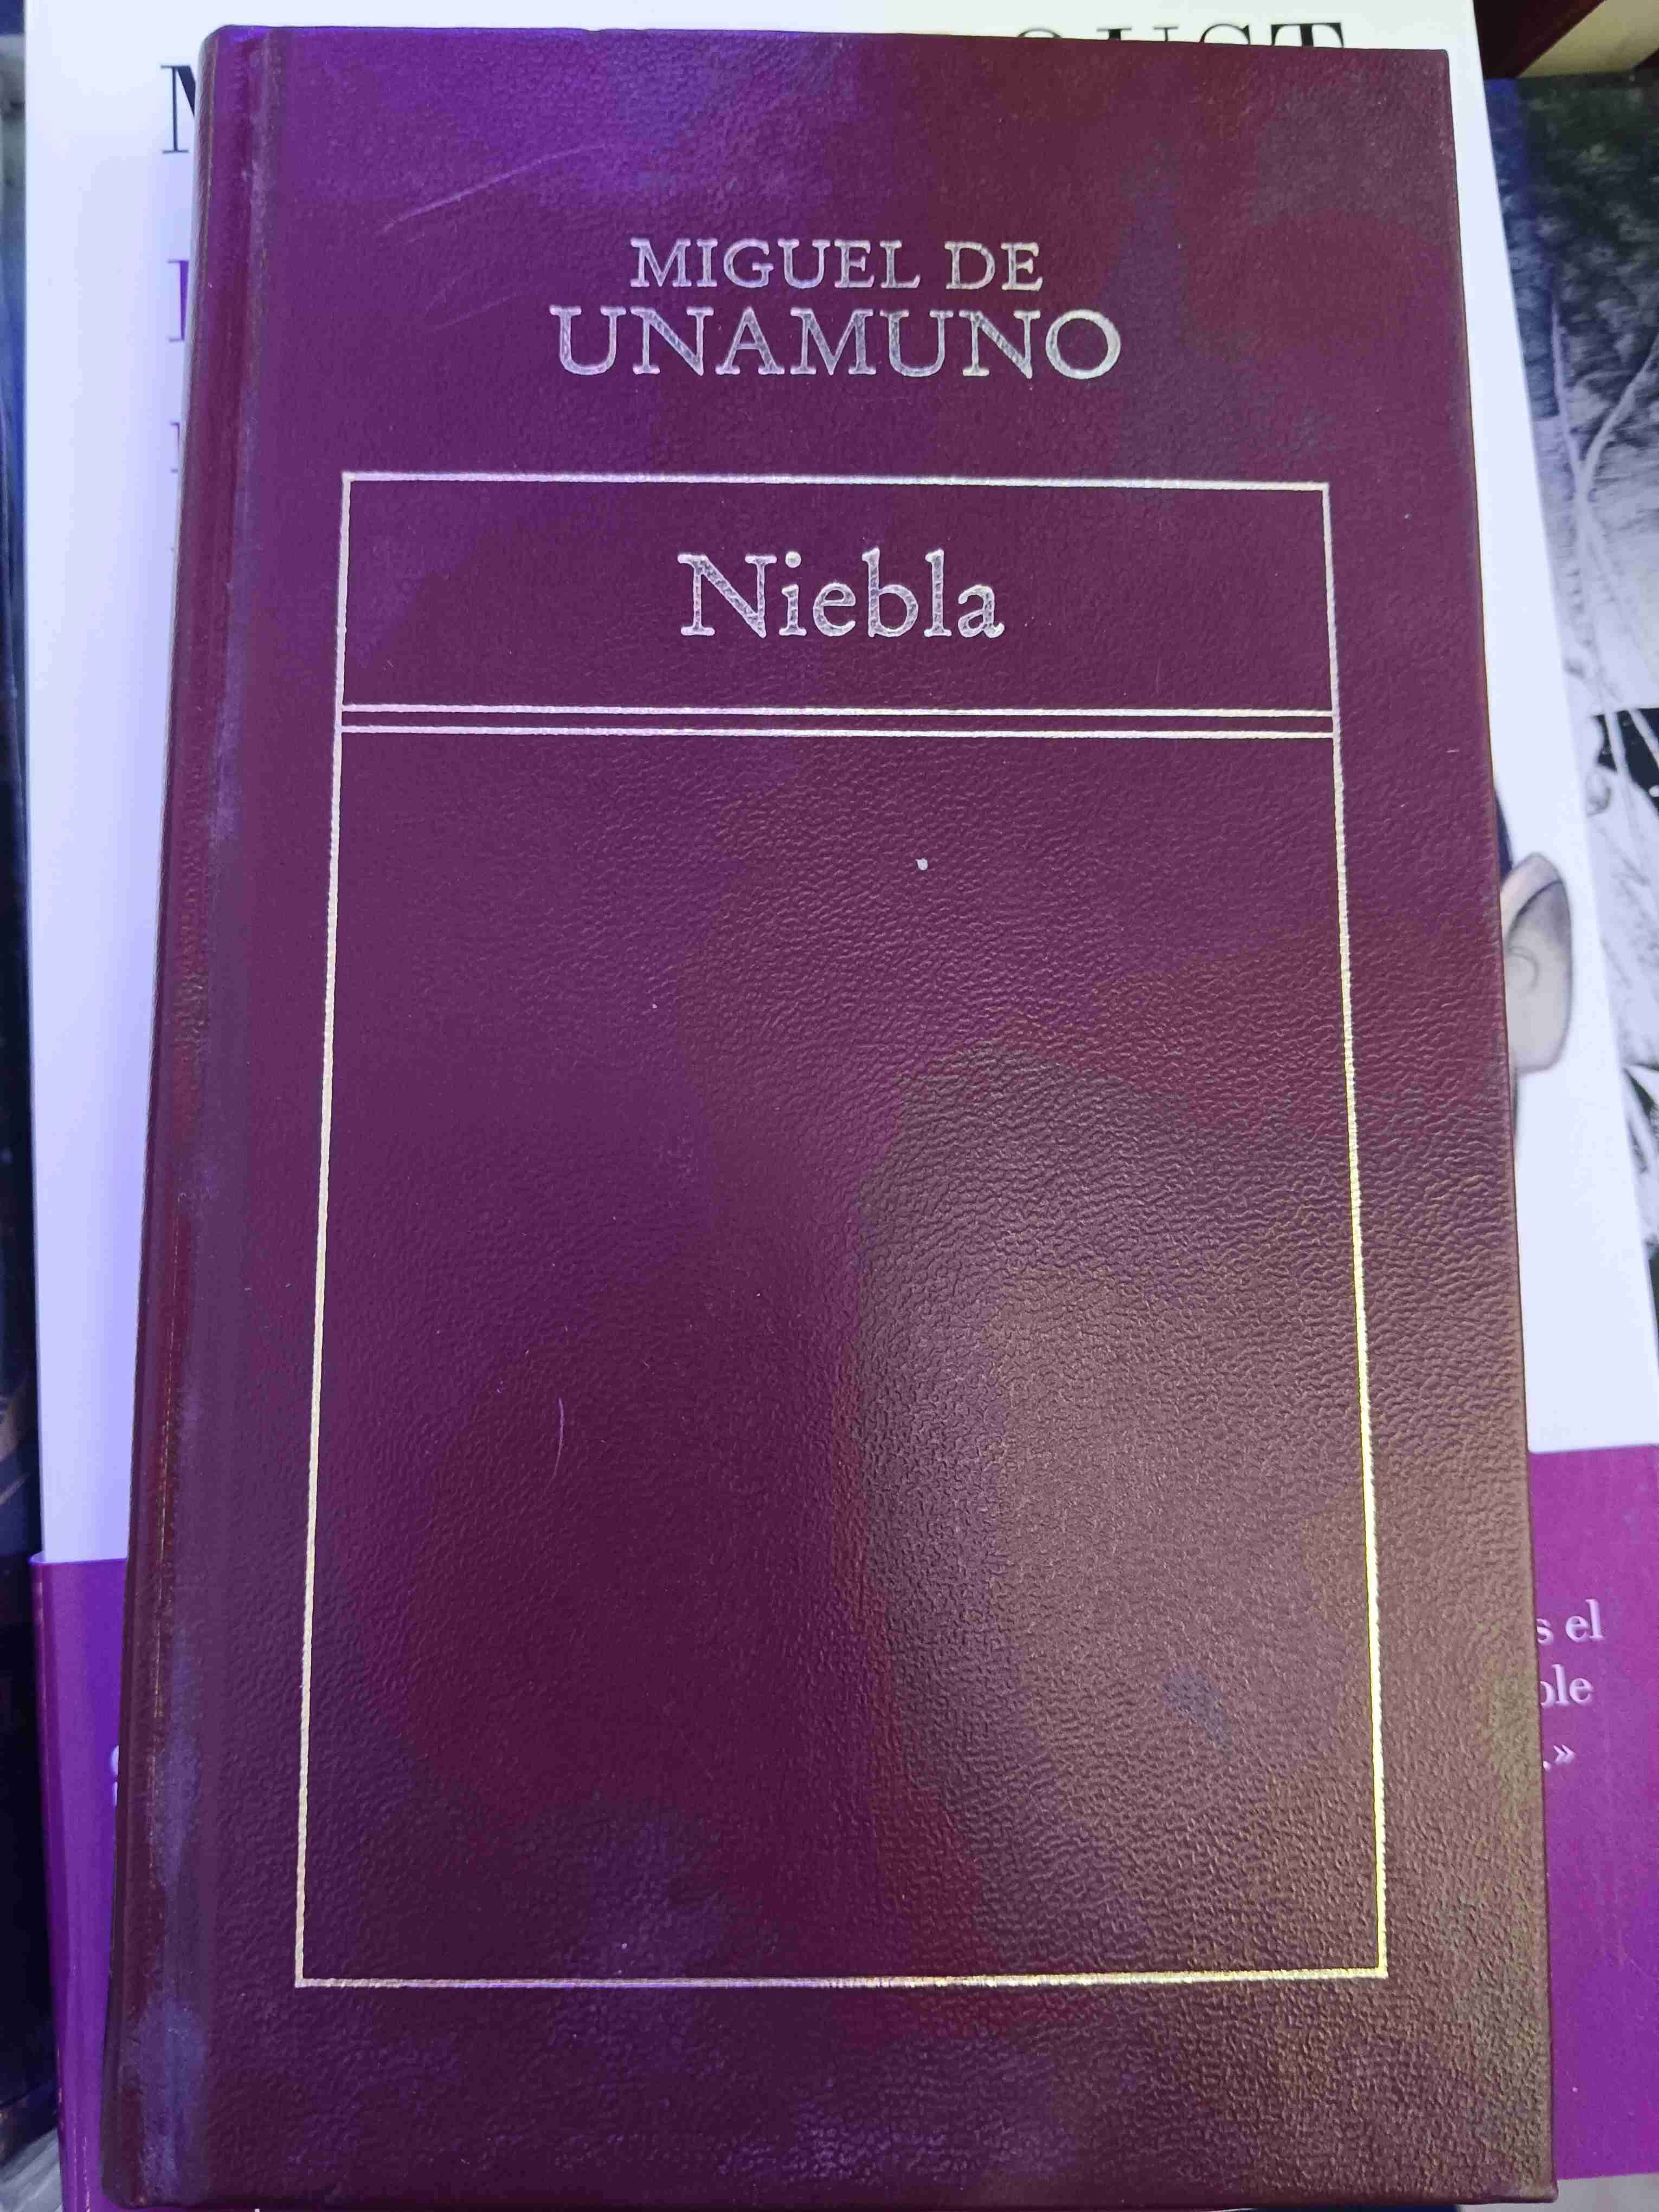 MIGUEL DE
UNAMUNO
Niebla
s el
ble
.»